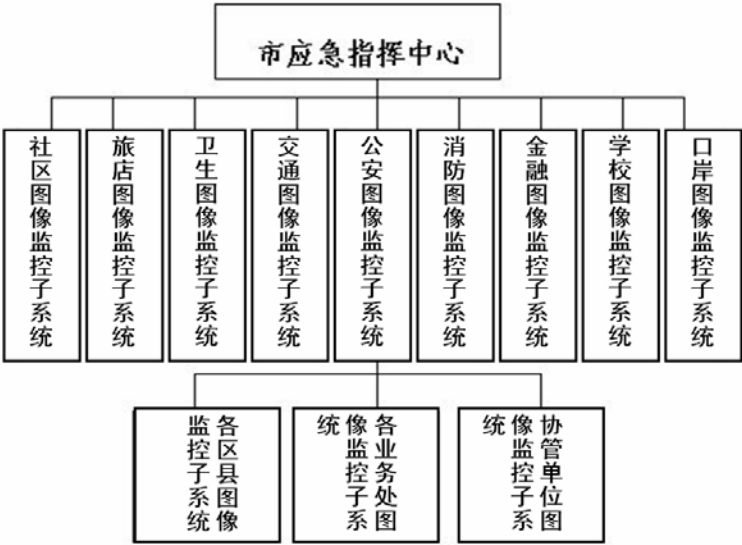 市应急指挥中心
社区图像监控子系统
旅店图像监控子系统
卫生图像监控子系统
交通图像监控子系统
公安图像监控子系统
消防图像监控子系统
金融图像监控子系统
学校图像监控子系统
口岸图像监控子系统
各区县图像
监控子系统
各业务处图
像监控子系
统
协管单位图
像监控子系
统